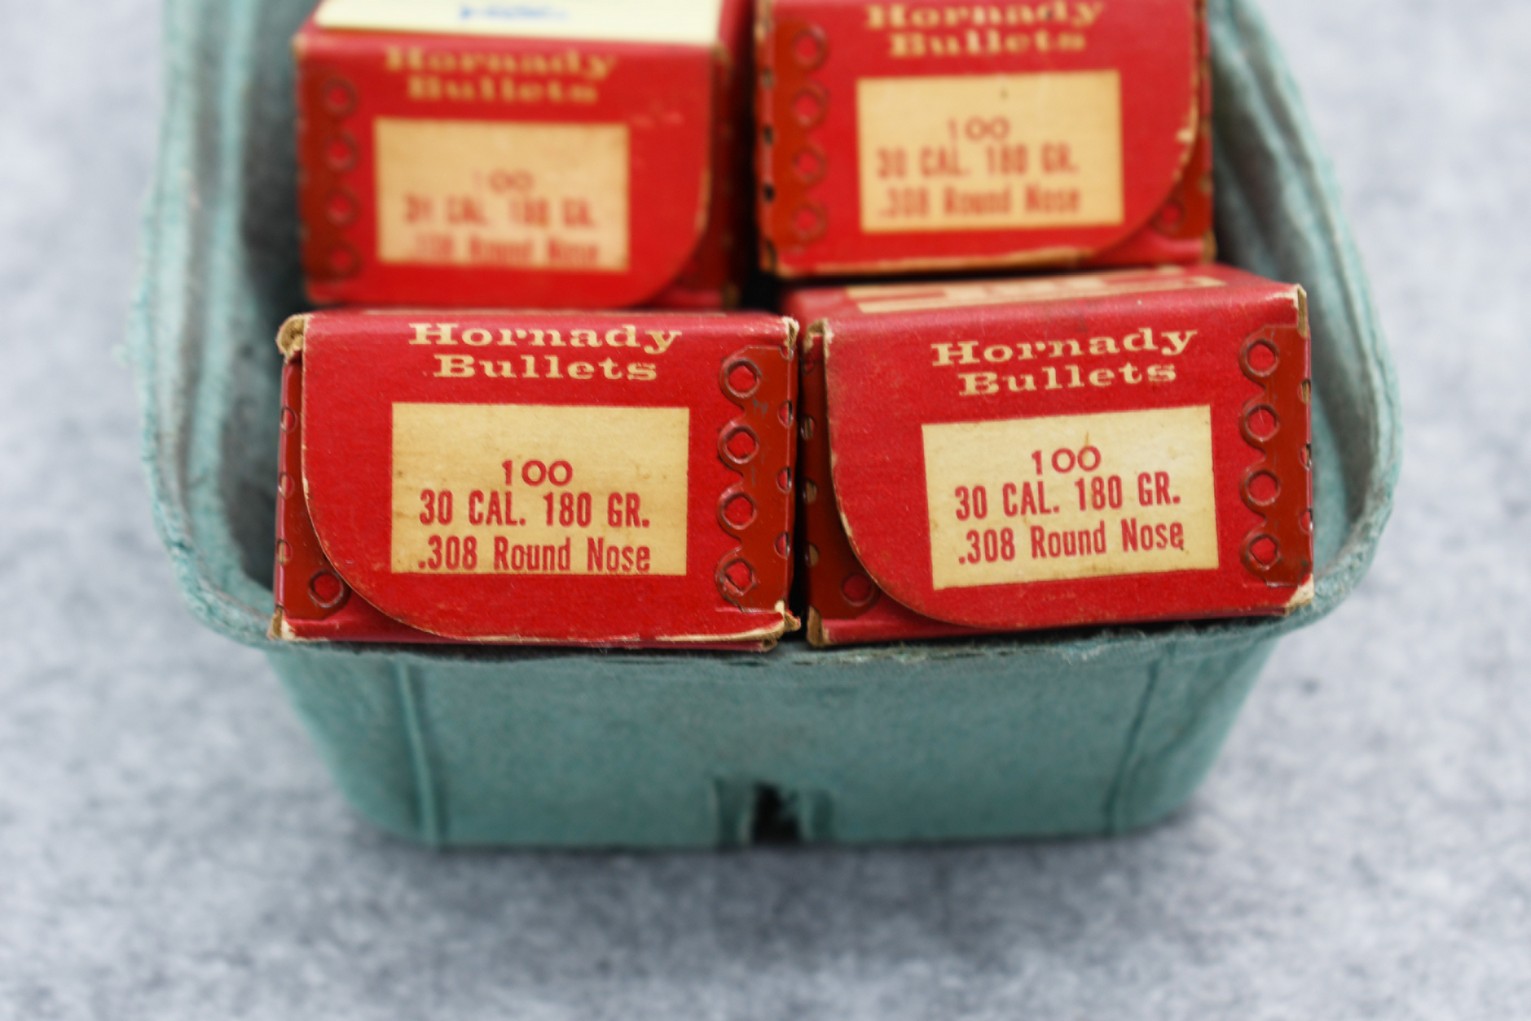 Hornady
Bullets
100
30 CAL. 180 GR.
Round Nose
Hornady
Bullets
100
30 CAL. 180 GR.
.308 Round Nose
Hornady
Bullets
100
30 CAL. 180 GR.
.308 Round Nose
Hornady
Bullets
100
30 CAL. 180 GR.
.308 Round Nose